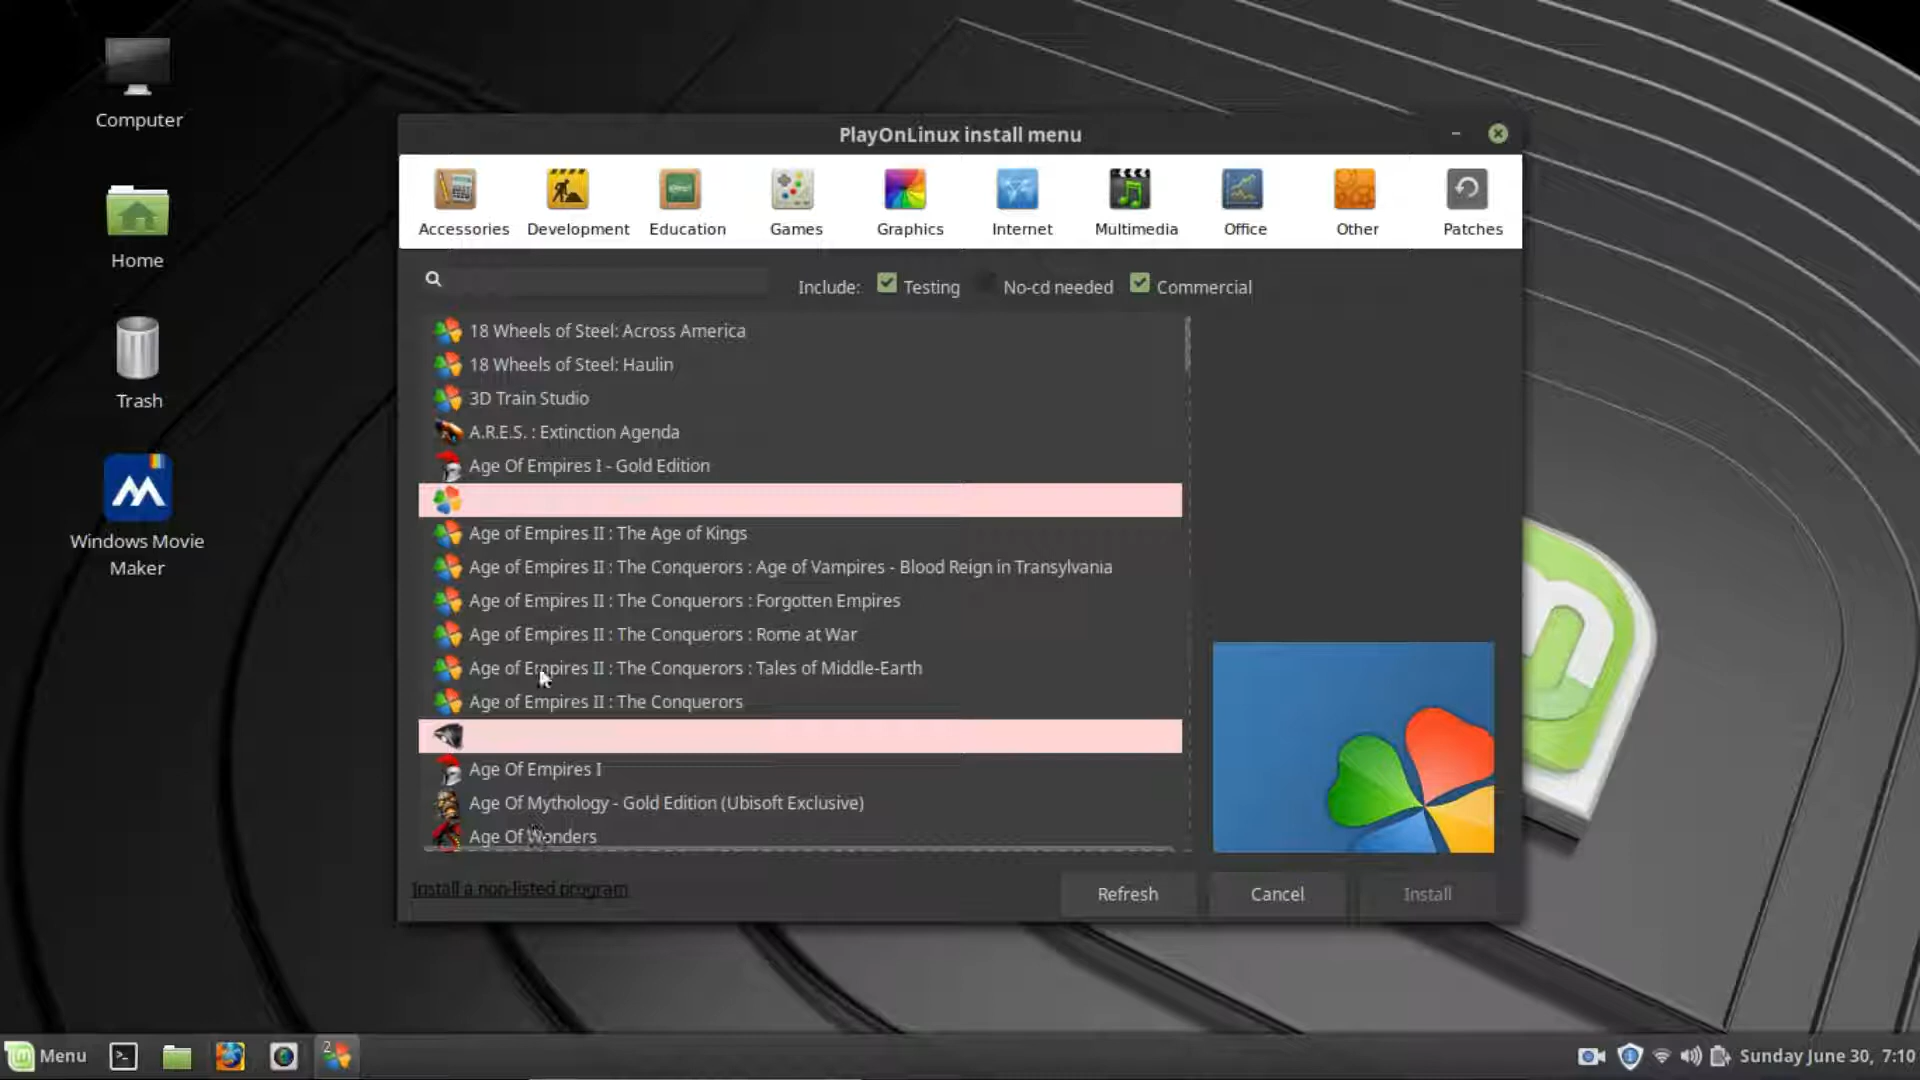 Computer
Home
Trash
Windows Movie
Maker
PlayOnLinux install menu
Accessories
Development
Education
Games
Graphics
Internet
Multimedia
Office
Other
Patches
Include:
Testing
No-cd needed
Commercial
18 Wheels of Steel: Across America
18 Wheels of Steel: Haulin
3D Train Studio
A.R.E.S. : Extinction Agenda
Age Of Empires I - Gold Edition
Age of Empires II : The Age of Kings
Age of Empires II : The Conquerors : Age of Vampires - Blood Reign in Transylvania
Age of Empires II : The Conquerors : Forgotten Empires
Age of Empires II : The Conquerors : Rome at War
Age of Empires II : The Conquerors : Tales of Middle-Earth
Age of Empires II : The Conquerors
Age Of Empires I
Age Of Mythology - Gold Edition (Ubisoft Exclusive)
Age Of Wonders
Install a non-listed program
Refresh
Cancel
Install
Menu
2
Sunday June 30, 7:10